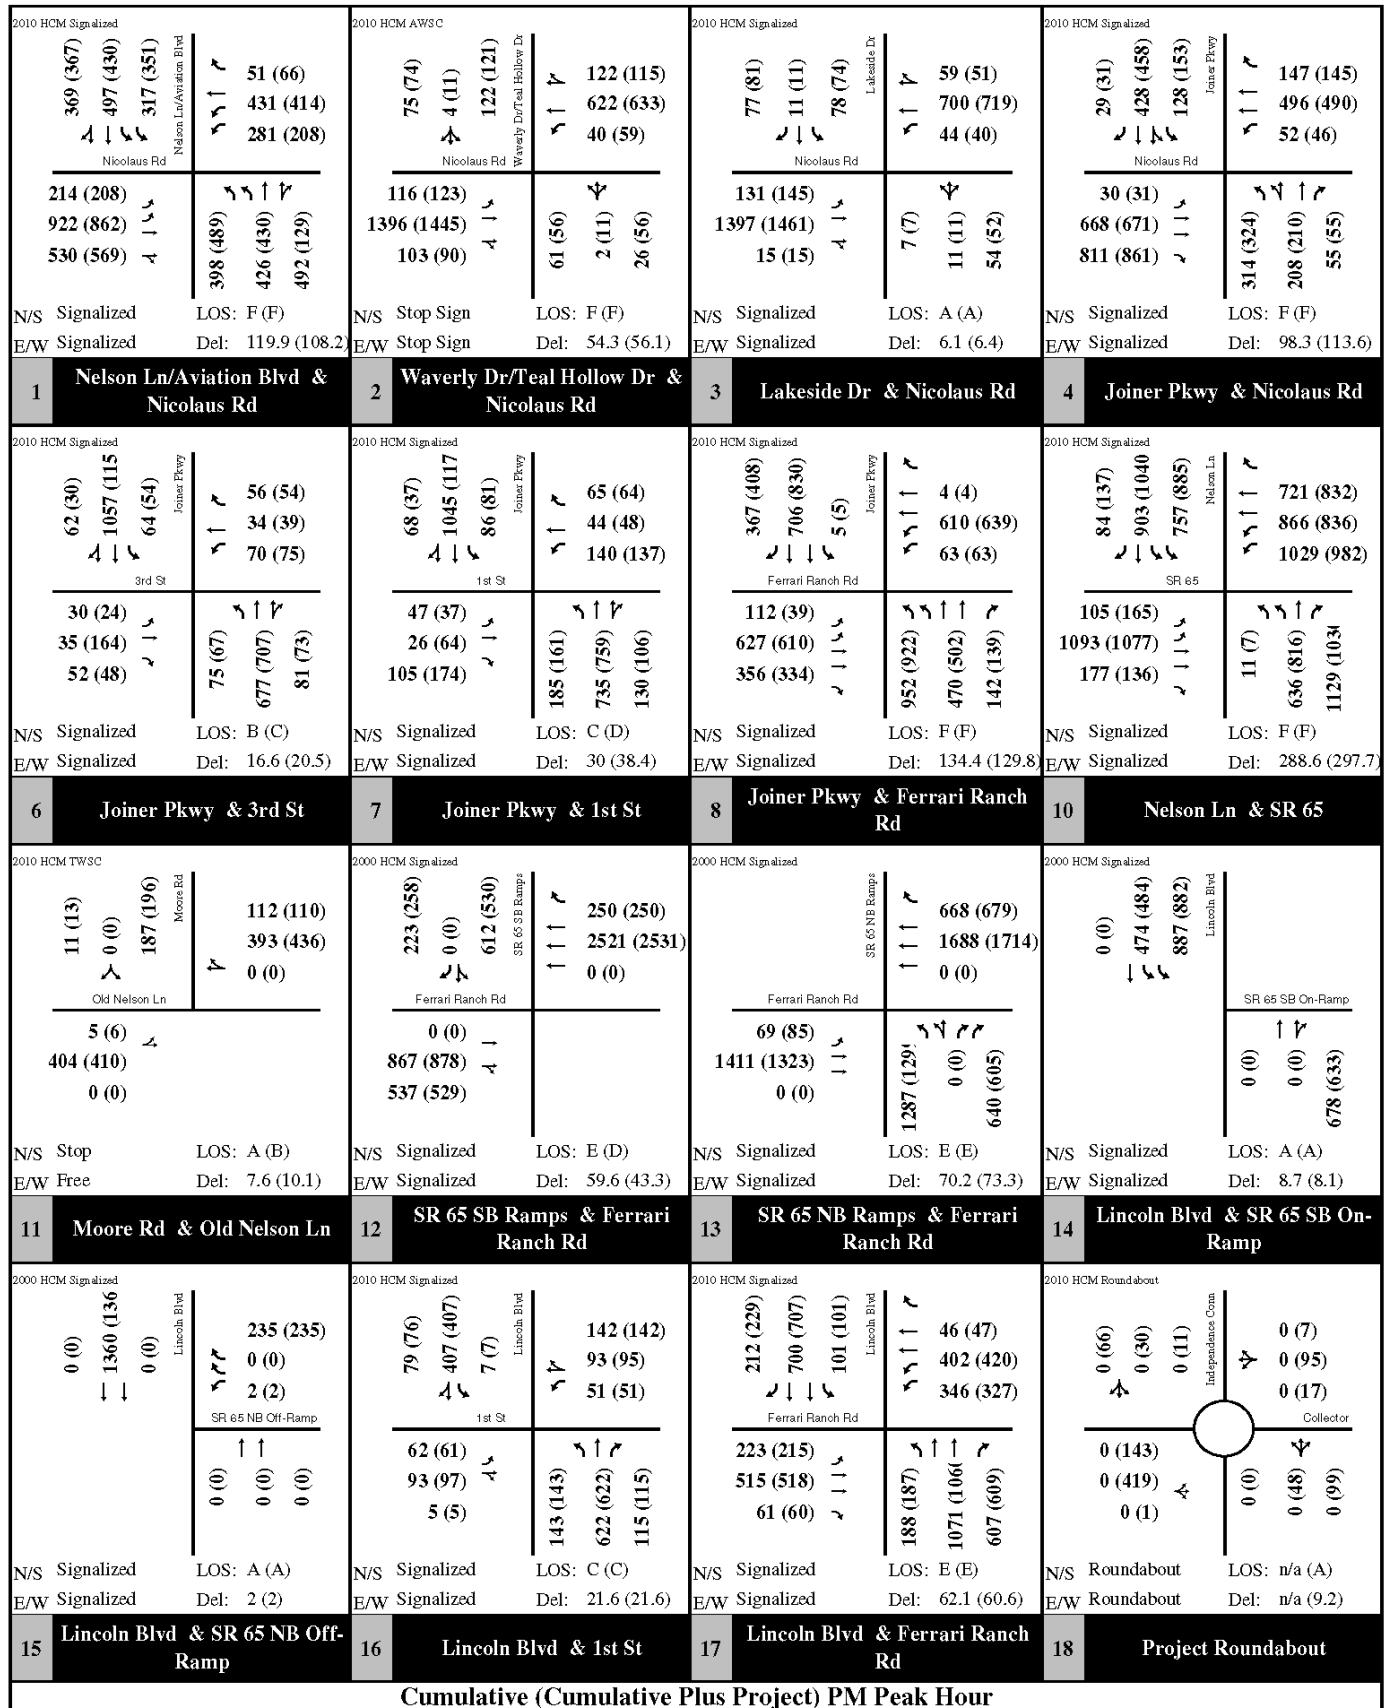 2010 HCM Signalized
369 (367)
497 (430)
317 (351)
Nelson Ln/Aviation Blvd
51 (66)
431 (414)
281 (208)
Nicolaus Rd
214 (208)
922 (862)
530 (569)
398 (489)
426 (430)
492 (129)
N/S Signalized LOS: F (F)
E/W Signalized Del: 119.9 (108.2)
1 Nelson Ln/Aviation Blvd &
Nicolaus Rd
2010 HCM AWSC
75 (74)
4 (11)
122 (121)
Waverly Dr/Teal Hollow Dr
122 (115)
622 (633)
40 (59)
Nicolaus Rd
116 (123)
1396 (1445)
103 (90)
61 (56)
2 (11)
26 (56)
N/S Stop Sign LOS: F (F)
E/W Stop Sign Del: 54.3 (56.1)
2 Waverly Dr/Teal Hollow Dr &
Nicolaus Rd
2010 HCM Signalized
77 (81)
11 (11)
78 (74)
Lakeside Dr
59 (51)
700 (719)
44 (40)
Nicolaus Rd
131 (145)
1397 (1461)
15 (15)
7 (7)
11 (11)
54 (52)
N/S Signalized LOS: A (A)
E/W Signalized Del: 6.1 (6.4)
3 Lakeside Dr & Nicolaus Rd
2010 HCM Signalized
29 (31)
428 (458)
128 (153)
Joiner Pkwy
147 (145)
496 (490)
52 (46)
Nicolaus Rd
30 (31)
668 (671)
811 (861)
314 (324)
208 (210)
55 (55)
N/S Signalized LOS: F (F)
E/W Signalized Del: 98.3 (113.6)
4 Joiner Pkwy & Nicolaus Rd
2010 HCM Signalized
62 (30)
1057 (115
64 (54)
Joiner Pkwy
56 (54)
34 (39)
70 (75)
3rd St
30 (24)
35 (164)
52 (48)
75 (67)
677 (707)
81 (73)
N/S Signalized LOS: B (C)
E/W Signalized Del: 16.6 (20.5)
6 Joiner Pkwy & 3rd St
2010 HCM Signalized
68 (37)
1045 (117
86 (81)
Joiner Pkwy
65 (64)
44 (48)
140 (137)
1st St
47 (37)
26 (64)
105 (174)
185 (161)
735 (759)
130 (106)
N/S Signalized LOS: C (D)
E/W Signalized Del: 30 (38.4)
7 Joiner Pkwy & 1st St
2010 HCM Signalized
367 (408)
706 (830)
5 (5)
Joiner Pkwy
4 (4)
610 (639)
63 (63)
Ferrari Ranch Rd
112 (39)
627 (610)
356 (334)
952 (922)
470 (502)
142 (139)
N/S Signalized LOS: F (F)
E/W Signalized Del: 134.4 (129.8)
8 Joiner Pkwy & Ferrari Ranch
Rd
2010 HCM Signalized
84 (137)
903 (1040
757 (885)
Nelson Ln
721 (832)
866 (836)
1029 (982)
SR 65
105 (165)
1093 (1077)
177 (136)
11 (7)
636 (816)
1129 (103
N/S Signalized LOS: F (F)
E/W Signalized Del: 288.6 (297.7)
10 Nelson Ln & SR 65
2010 HCM TWSC
11 (13)
0 (0)
187 (196)
Moore Rd
112 (110)
393 (436)
0 (0)
Old Nelson Ln
5 (6)
404 (410)
0 (0)
N/S Stop LOS: A (B)
E/W Free Del: 7.6 (10.1)
11 Moore Rd & Old Nelson Ln
2000 HCM Signalized
223 (258)
0 (0)
612 (530)
SR 65 SB Ramps
250 (250)
2521 (2531)
0 (0)
Ferrari Ranch Rd
0 (0)
867 (878)
537 (529)
N/S Signalized LOS: E (D)
E/W Signalized Del: 59.6 (43.3)
12 SR 65 SB Ramps & Ferrari
Ranch Rd
2000 HCM Signalized
SR 65 NB Ramps
668 (679)
1688 (1714)
0 (0)
Ferrari Ranch Rd
69 (85)
1411 (1323)
0 (0)
1287 (129
0 (0)
640 (605)
N/S Signalized LOS: E (E)
E/W Signalized Del: 70.2 (73.3)
13 SR 65 NB Ramps & Ferrari
Ranch Rd
2000 HCM Signalized
0 (0)
474 (484)
887 (882)
Lincoln Blvd
SR 65 SB On-Ramp
0 (0)
0 (0)
678 (633)
N/S Signalized LOS: A (A)
E/W Signalized Del: 8.7 (8.1)
14 Lincoln Blvd & SR 65 SB On-
Ramp
2000 HCM Signalized
0 (0)
1360 (136
0 (0)
Lincoln Blvd
235 (235)
0 (0)
2 (2)
SR 65 NB Off-Ramp
0 (0)
0 (0)
0 (0)
N/S Signalized LOS: A (A)
E/W Signalized Del: 2 (2)
15 Lincoln Blvd & SR 65 NB Off-
Ramp
2010 HCM Signalized
79 (76)
407 (407)
7 (7)
Lincoln Blvd
142 (142)
93 (95)
51 (51)
1st St
62 (61)
93 (97)
5 (5)
143 (143)
622 (622)
115 (115)
N/S Signalized LOS: C (C)
E/W Signalized Del: 21.6 (21.6)
16 Lincoln Blvd & 1st St
2010 HCM Signalized
212 (229)
700 (707)
101 (101)
Lincoln Blvd
46 (47)
402 (420)
346 (327)
Ferrari Ranch Rd
223 (215)
515 (518)
61 (60)
188 (187)
1071 (106
607 (609)
N/S Signalized LOS: E (E)
E/W Signalized Del: 62.1 (60.6)
17 Lincoln Blvd & Ferrari Ranch
Rd
2010 HCM Roundabout
0 (66)
0 (30)
0 (11)
Independence Conn
0 (7)
0 (95)
0 (17)
Collector
0 (143)
0 (419)
0 (1)
0 (0)
0 (48)
0 (99)
N/S Roundabout LOS: n/a (A)
E/W Roundabout Del: n/a (9.2)
18 Project Roundabout
Cumulative (Cumulative Plus Project) PM Peak Hour